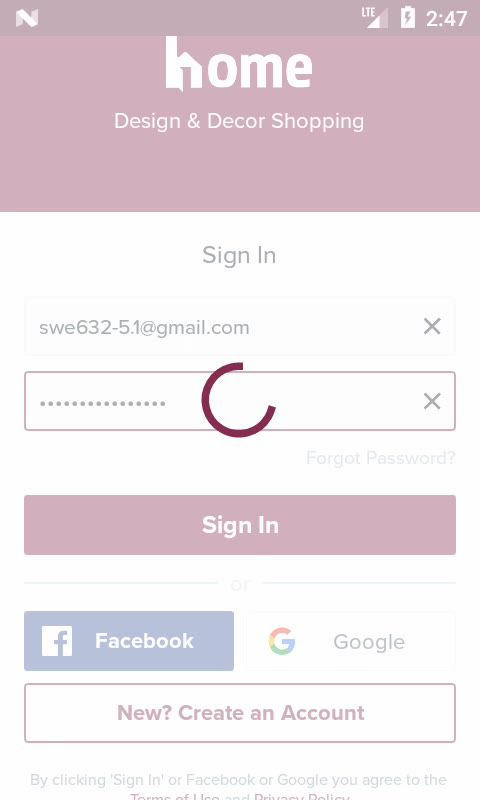 LTE 2:47
home
Design & Decor Shopping
Sign In
swe632-5.1@gmail.com
••••••••••••••••
Forgot Password?
Sign In
or
Facebook
Google
New? Create an Account
By clicking 'Sign In' or Facebook or Google you agree to the
Terms of Use and Privacy Policy.